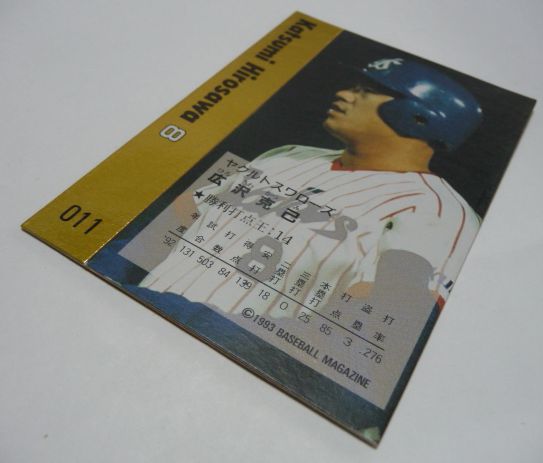 Katsumi Hirosawa
8
011
ヤクルトスワローズ
広沢克己
★勝利打点王:14
年度 試合 打数 得点 安打 二塁打 三塁打 本塁打 打点 盗塁 打率
'92 131 503 84 139 18 0 25 85 3 .276
©1993 BASEBALL MAGAZINE
8